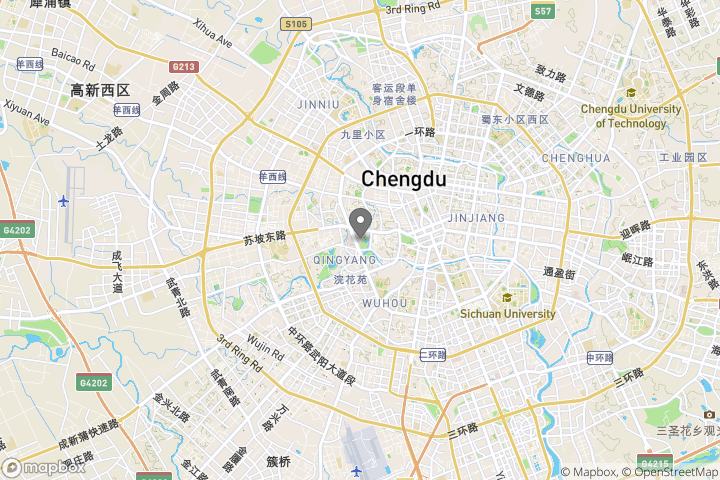 犀浦镇
3rd Ring Rd
S105
S57
Xihua Ave
华泰路
华彩路
Baicao Rd
羊西线
G213
高新西区
金周路
羊西线
JINNIU
客运段单
身宿舍楼
致力路
文德路
Chengdu University
of Technology
Xiyuan Ave
土龙路
九里小区
一环路
蜀东小区西区
CHENGHUA
工业园区
羊西线
Chengdu
JINJIANG
G4202
苏坡东路
迎晖路
成飞大道
QINGYANG
岷江路
东洪路
武青北路
浣花苑
通盈街
WUHOU
Sichuan University
Wujin Rd
3rd Ring Rd
中环路武阳大道段
二环路
中环路
G4202
武青南路
三环路
金兴北路
万兴路
成新蒲快速路
三环路
三圣花乡观光
金履路
金江路
簇桥
G4215
mapbox
© Mapbox, © OpenStreetMap